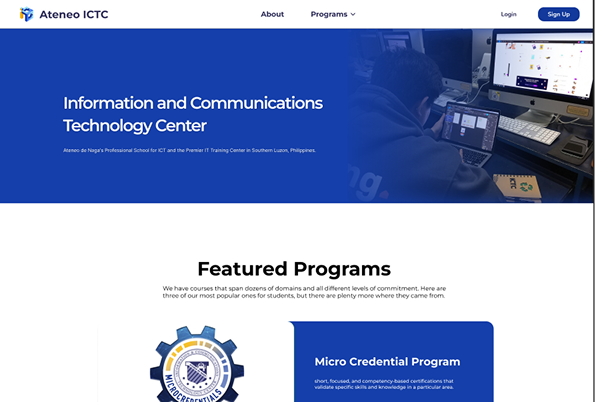 Ateneo ICTC
About
Programs
Login
Sign Up
Information and Communications
Technology Center
Ateneo de Naga's Professional School for ICT and the Premier IT Training Center in Southern Luzon, Philippines.
ICTC
Featured Programs
We have courses that span dozens of domains and all different levels of commitment. Here are
three of our most popular ones for students, but there are plenty more where they came from.
MICROCREDENTIALS
Micro Credential Program
short, focused, and competency-based certifications that
validate specific skills and knowledge in a particular area.